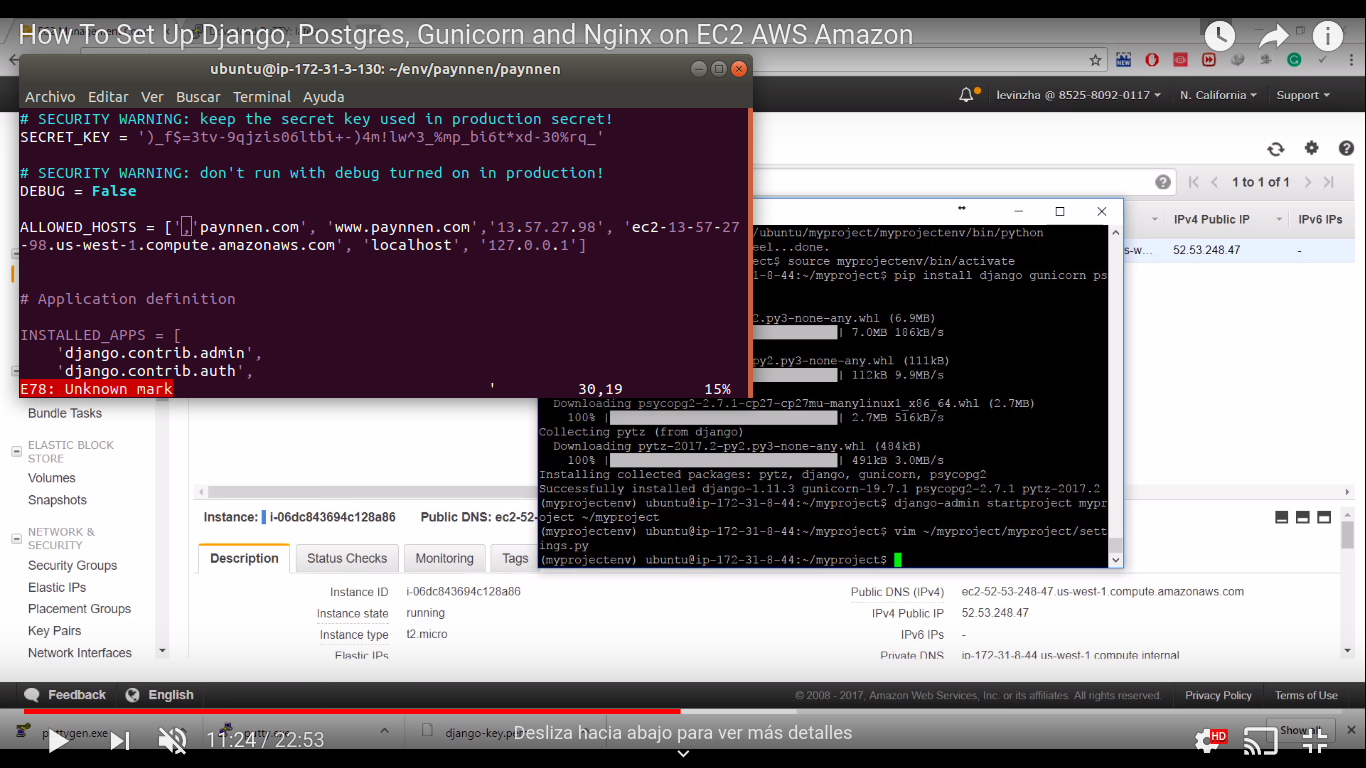 How To Set Up Django, Postgres, Gunicorn and Nginx on EC2 AWS Amazon
ubuntu@ip-172-31-3-130: ~/env/paynnen/paynnen
Archivo Editar Ver Buscar Terminal Ayuda
levinzha @ 8525-8092-0117 N. California Support
# SECURITY WARNING: keep the secret key used in production secret!
SECRET_KEY = ')_f$=3tv-9qjzis06ltbi+-)4m!lw^3_%mp_bi6t*xd-30%rq_'
# SECURITY WARNING: don't run with debug turned on in production!
DEBUG = False
ALLOWED_HOSTS = [','paynnen.com', 'www.paynnen.com','13.57.27.98', 'ec2-13-57-27
-98.us-west-1.compute.amazonaws.com', 'localhost', '127.0.0.1']
# Application definition
INSTALLED_APPS = [
'django.contrib.admin',
'django.contrib.auth',
E78: Unknown mark ' 30,19 15%
1 to 1 of 1
IPv4 Public IP IPv6 IPs
s-w... 52.53.248.47 -
/ubuntu/myproject/myprojectenv/bin/python
eel...done.
ect$ source myprojectenv/bin/activate
31-8-44:~/myproject$ pip install django gunicorn ps
2.py3-none-any.whl (6.9MB)
| 7.0MB 186kB/s
py2.py3-none-any.whl (111kB)
| 112kB 9.9MB/s
Downloading psycopg2-2.7.1-cp27-cp27mu-manylinux1_x86_64.whl (2.7MB)
100% | | 2.7MB 516kB/s
Collecting pytz (from django)
Downloading pytz-2017.2-py2.py3-none-any.whl (484kB)
100% | | 491kB 3.0MB/s
Installing collected packages: pytz, django, gunicorn, psycopg2
Successfully installed django-1.11.3 gunicorn-19.7.1 psycopg2-2.7.1 pytz-2017.2
(myprojectenv) ubuntu@ip-172-31-8-44:~/myproject$ django-admin startproject mypr
oject ~/myproject
(myprojectenv) ubuntu@ip-172-31-8-44:~/myproject$ vim ~/myproject/myproject/sett
ings.py
(myprojectenv) ubuntu@ip-172-31-8-44:~/myproject$
Bundle Tasks
ELASTIC BLOCK
STORE
Volumes
Snapshots
NETWORK &
SECURITY
Security Groups
Elastic IPs
Placement Groups
Key Pairs
Network Interfaces
Instance: i-06dc843694c128a86 Public DNS: ec2-52-
Description Status Checks Monitoring Tags
Instance ID i-06dc843694c128a86
Instance state running
Instance type t2.micro
Elastic IPs
Public DNS (IPv4) ec2-52-53-248-47.us-west-1.compute.amazonaws.com
IPv4 Public IP 52.53.248.47
IPv6 IPs -
Private DNS ip-172-31-8-44.us-west-1.compute.internal
Feedback English © 2008 - 2017, Amazon Web Services, Inc. or its affiliates. All rights reserved. Privacy Policy Terms of Use
puttygen.exe putty.exe django-key.pem Show all
11:24 / 22:53 Desliza hacia abajo para ver más detalles HD